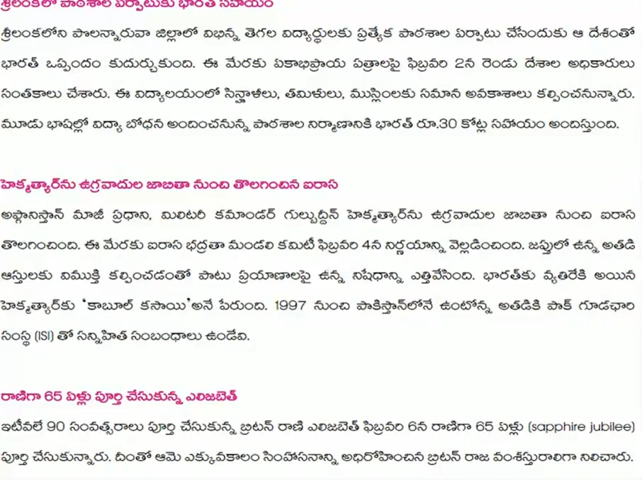 శ్రీలంకలో పాఠశాల ఏర్పాటుకు భారత్ సహాయం
శ్రీలంకలోని పొలన్నారువా జిల్లాలో విభిన్న తెగల విద్యార్థులకు ప్రత్యేక పాఠశాల ఏర్పాటు చేసేందుకు ఆ దేశంతో
భారత్ ఒప్పందం కుదుర్చుకుంది. ఈ మేరకు ఏకాభిప్రాయ పత్రాలపై ఫిబ్రవరి 2న రెండు దేశాల అధికారులు
సంతకాలు చేశారు. ఈ విద్యాలయంలో సిన్హాళీలు, తమిళులు, ముస్లింలకు సమాన అవకాశాలు కల్పించనున్నారు.
మూడు భాషల్లో విద్యా బోధన అందించనున్న పాఠశాల నిర్మాణానికి భారత్ రూ.30 కోట్ల సహాయం అందిస్తుంది.
హెక్మత్యార్‌ను ఉగ్రవాదుల జాబితా నుంచి తొలగించిన ఐరాస
అఫ్గానిస్తాన్ మాజీ ప్రధాని, మిలిటరీ కమాండర్ గుల్బుద్దీన్ హెక్మత్యార్‌ను ఉగ్రవాదుల జాబితా నుంచి ఐరాస
తొలగించింది. ఈ మేరకు ఐరాస భద్రతా మండలి కమిటీ ఫిబ్రవరి 4న నిర్ణయాన్ని వెల్లడించింది. జప్తులో ఉన్న అతడి
ఆస్తులకు విముక్తి కల్పించడంతో పాటు ప్రయాణాలపై ఉన్న నిషేధాన్ని ఎత్తివేసింది. భారత్‌కు వ్యతిరేకి అయిన
హెక్మత్యార్‌కు ‘కాబూల్ కసాయి’అనే పేరుంది. 1997 నుంచి పాకిస్తాన్‌లోనే ఉంటోన్న అతడికి పాక్ గూఢచారి
సంస్థ (ISI) తో సన్నిహిత సంబంధాలు ఉండేవి.
రాణిగా 65 ఏళ్లు పూర్తి చేసుకున్న ఎలిజబెత్
ఇటీవలే 90 సంవత్సరాలు పూర్తి చేసుకున్న బ్రిటన్ రాణి ఎలిజబెత్ ఫిబ్రవరి 6న రాణిగా 65 ఏళ్లు (sapphire jubilee)
పూర్తి చేసుకున్నారు. దీంతో ఆమె ఎక్కువకాలం సింహాసనాన్ని అధిరోహించిన బ్రిటన్ రాజ వంశీస్తురాలిగా నిలిచారు.